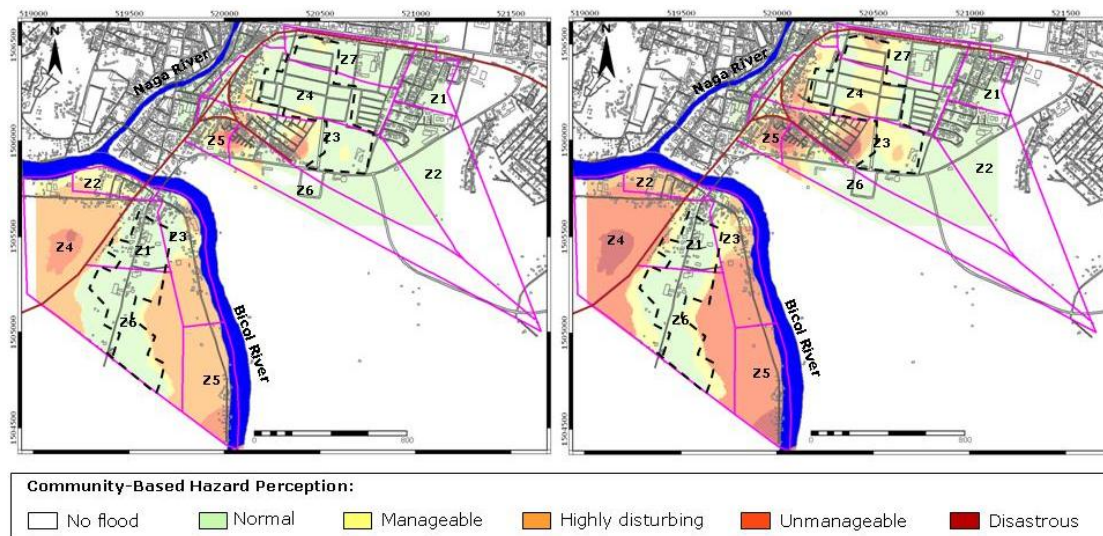 519000 519500 520000 520500 521000 521500
1505500
1505000
1504500
N
Naga River
Z7
Z4
Z1
Z5
Z3
Z6
Z2
Z2
Z4
Z1
Z3
Z6
Z5
Bicol River
519000 519500 520000 520500 521000 521500
N
Naga River
Z7
Z4
Z1
Z5
Z3
Z6
Z2
Z2
Z4
Z1
Z3
Z6
Z5
Bicol River
Community-Based Hazard Perception:
No flood Normal Manageable Highly disturbing Unmanageable Disastrous